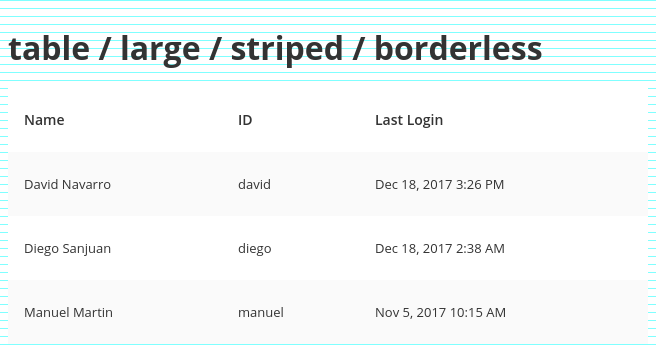 table / large / striped / borderless
Name ID Last Login
David Navarro david Dec 18, 2017 3:26 PM
Diego Sanjuan diego Dec 18, 2017 2:38 AM
Manuel Martin manuel Nov 5, 2017 10:15 AM